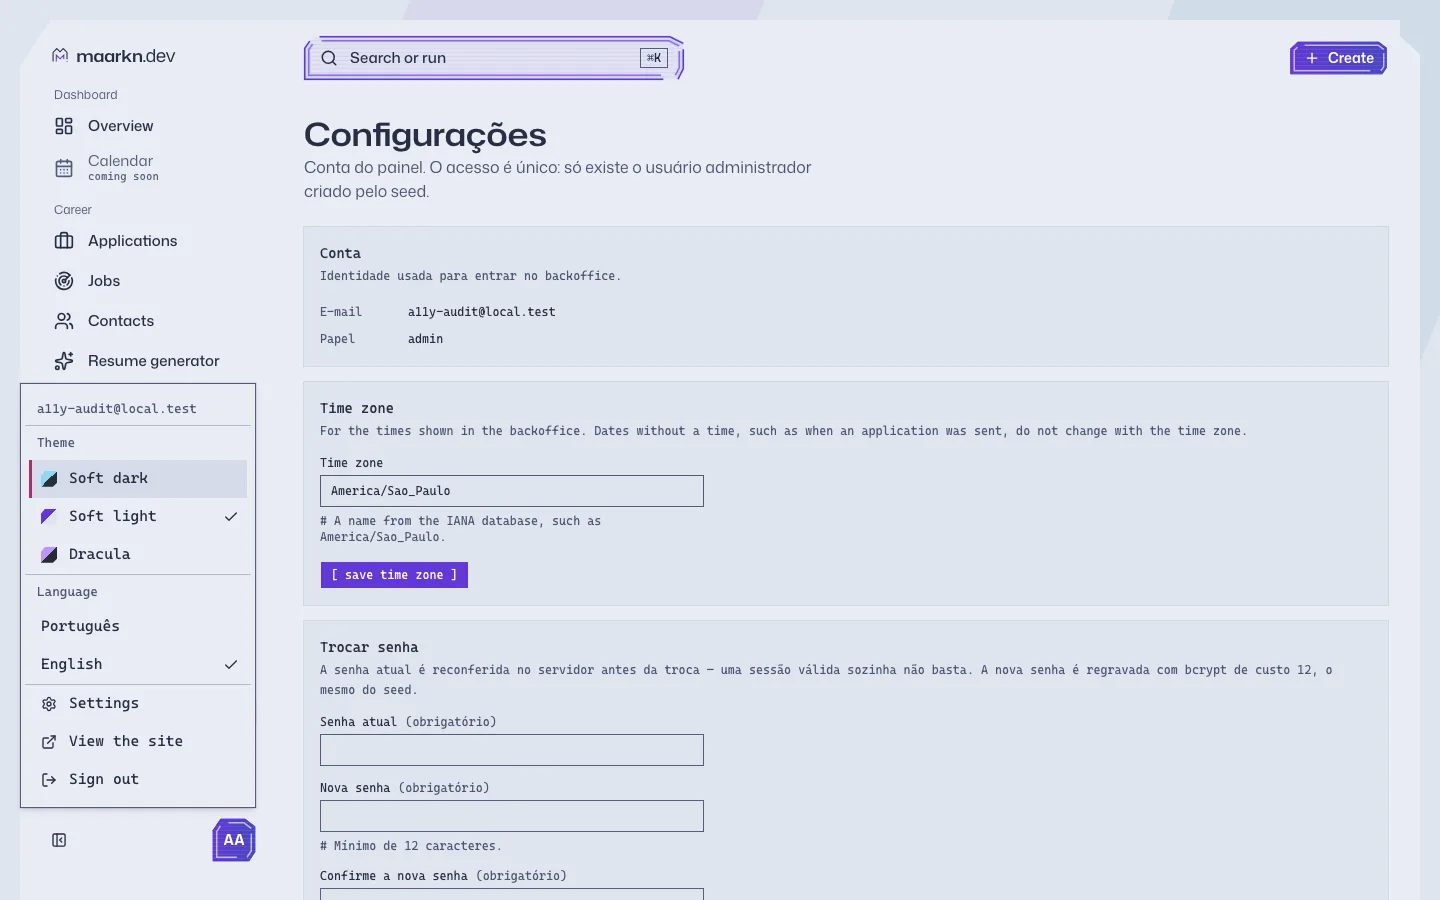 maarkn.dev
Search or run
⌘K
+ Create
Dashboard
Overview
Calendar
coming soon
Career
Applications
Jobs
Contacts
Resume generator
a11y-audit@local.test
Theme
Soft dark
Soft light
Dracula
Language
Português
English
Settings
View the site
Sign out
AA
Configurações
Conta do painel. O acesso é único: só existe o usuário administrador
criado pelo seed.
Conta
Identidade usada para entrar no backoffice.
E-mail a11y-audit@local.test
Papel admin
Time zone
For the times shown in the backoffice. Dates without a time, such as when an application was sent, do not change with the time zone.
Time zone
America/Sao_Paulo
# A name from the IANA database, such as
America/Sao_Paulo.
[ save time zone ]
Trocar senha
A senha atual é reconferida no servidor antes da troca — uma sessão válida sozinha não basta. A nova senha é regravada com bcrypt de custo 12, o
mesmo do seed.
Senha atual (obrigatório)
Nova senha (obrigatório)
# Mínimo de 12 caracteres.
Confirme a nova senha (obrigatório)